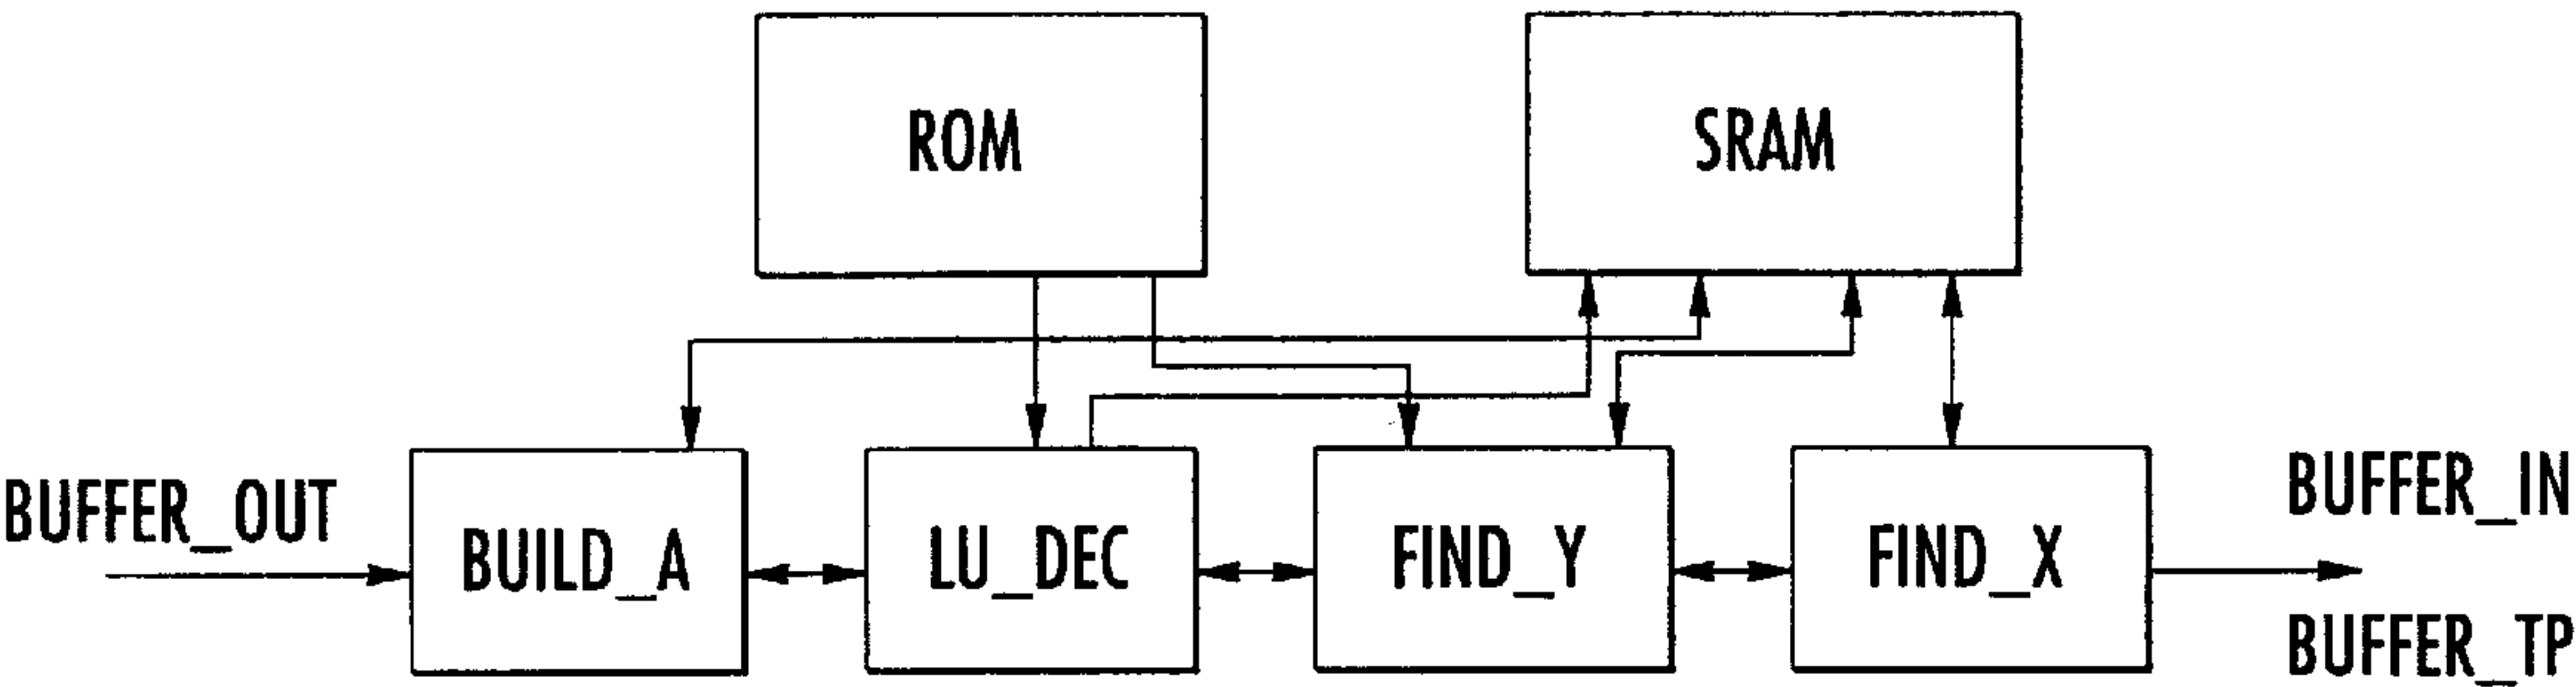 ROM
SRAM
BUFFER_OUT
BUILD_A
LU_DEC
FIND_Y
FIND_X
BUFFER_IN
BUFFER_TP